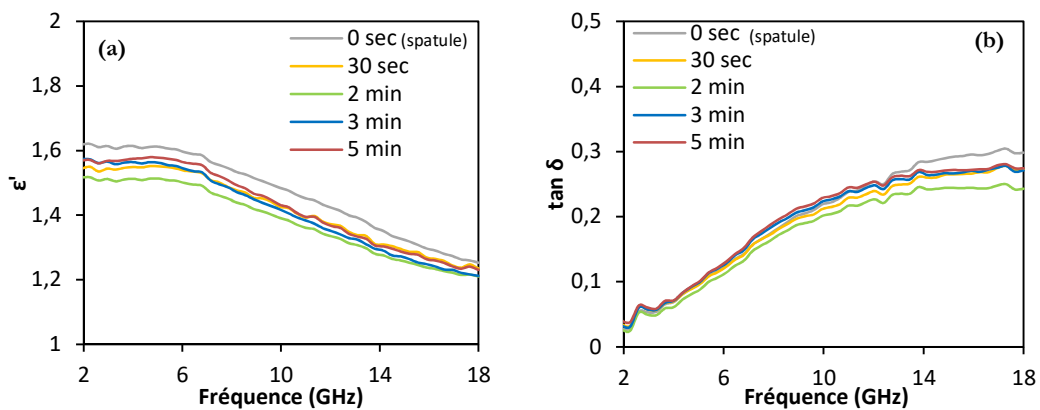 (a)
0 sec (spatule)
30 sec
2 min
3 min
5 min
ε'
2
1,8
1,6
1,4
1,2
1
2 6 10 14 18
Fréquence (GHz)
(b)
0 sec (spatule)
30 sec
2 min
3 min
5 min
tan δ
0,5
0,4
0,3
0,2
0,1
0
2 6 10 14 18
Fréquence (GHz)